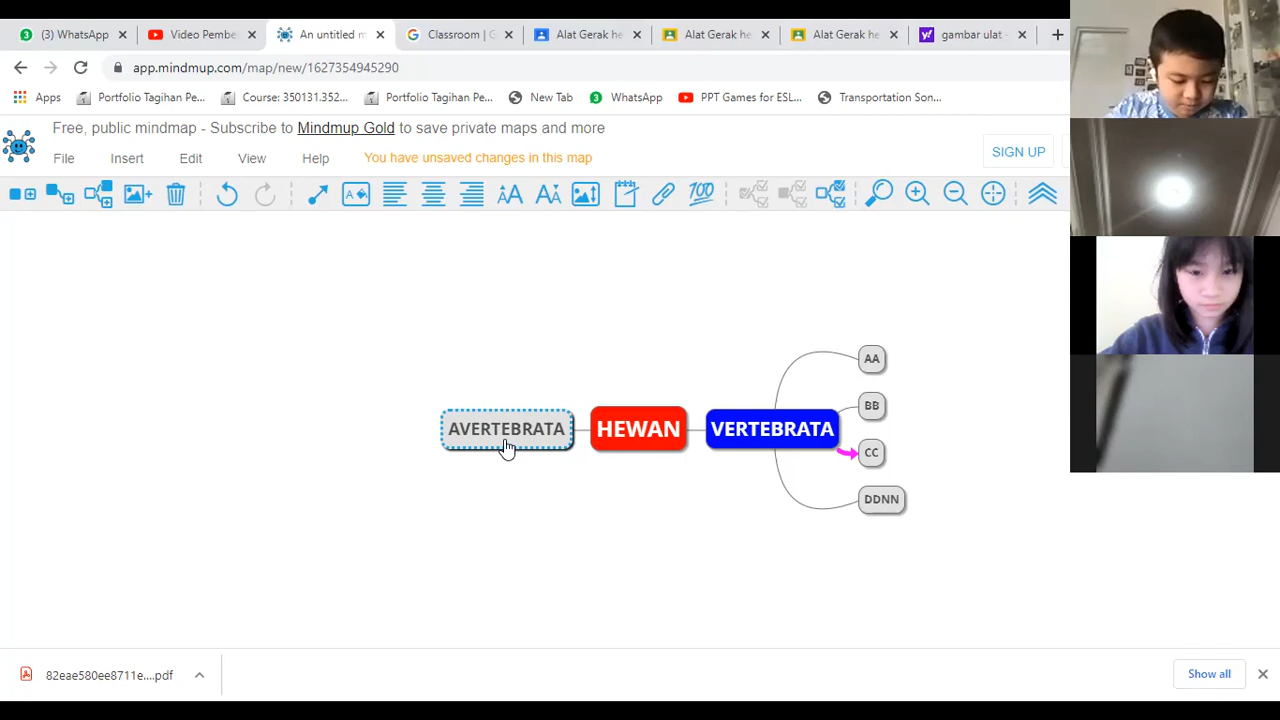 (3) WhatsApp
Video Pembe
An untitled m
Classroom | G
Alat Gerak he
Alat Gerak he
Alat Gerak he
y!
gambar ulat -
app.mindmup.com/map/new/1627354945290
Apps
Portfolio Tagihan Pe...
Course: 350131.352...
Portfolio Tagihan Pe...
New Tab
WhatsApp
PPT Games for ESL...
Transportation Son...
Free, public mindmap - Subscribe to Mindmup Gold to save private maps and more
File
Insert
Edit
View
Help
You have unsaved changes in this map
SIGN UP
AA
BB
AVERTEBRATA
HEWAN
VERTEBRATA
CC
DDNN
82eae580ee8711e....pdf
Show all